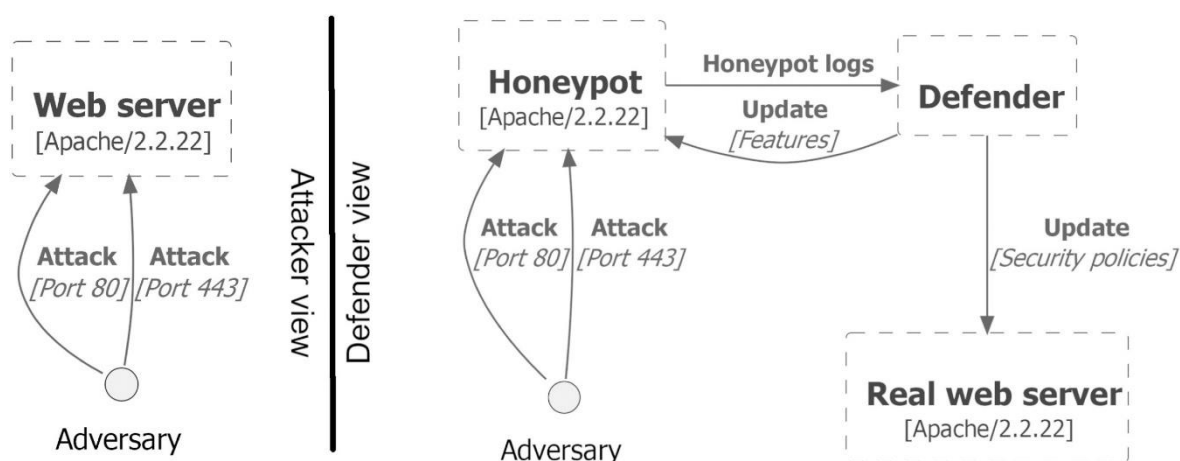 Web server
[Apache/2.2.22]
Attack
[Port 80]
Attack
[Port 443]
Adversary
Attacker view
Defender view
Honeypot
[Apache/2.2.22]
Honeypot logs
Update
[Features]
Defender
Attack
[Port 80]
Attack
[Port 443]
Adversary
Update
[Security policies]
Real web server
[Apache/2.2.22]